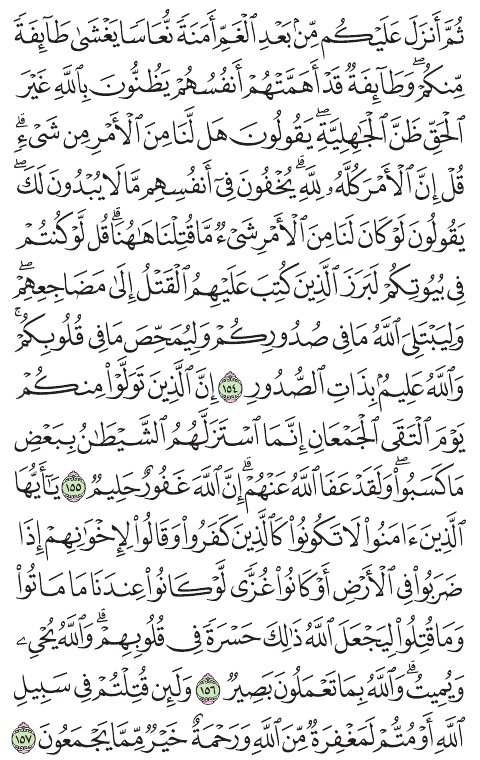 ثُمَّ أَنزَلَ عَلَيْكُم مِّنۢ بَعْدِ ٱلْغَمِّ أَمَنَةً نُّعَاسًا يَغْشَىٰ طَآئِفَةً
مِّنكُمْ ۖ وَطَآئِفَةٌ قَدْ أَهَمَّتْهُمْ أَنفُسُهُمْ يَظُنُّونَ بِٱللَّهِ غَيْرَ
ٱلْحَقِّ ظَنَّ ٱلْجَٰهِلِيَّةِ ۖ يَقُولُونَ هَل لَّنَا مِنَ ٱلْأَمْرِ مِن شَىْءٍ ۗ
قُلْ إِنَّ ٱلْأَمْرَ كُلَّهُۥ لِلَّهِ ۗ يُخْفُونَ فِىٓ أَنفُسِهِم مَّا لَا يُبْدُونَ لَكَ ۖ
يَقُولُونَ لَوْ كَانَ لَنَا مِنَ ٱلْأَمْرِ شَىْءٌ مَّا قُتِلْنَا هَٰهُنَا ۗ قُل لَّوْ كُنتُمْ
فِى بُيُوتِكُمْ لَبَرَزَ ٱلَّذِينَ كُتِبَ عَلَيْهِمُ ٱلْقَتْلُ إِلَىٰ مَضَاجِعِهِمْ ۖ
وَلِيَبْتَلِىَ ٱللَّهُ مَا فِى صُدُورِكُمْ وَلِيُمَحِّصَ مَا فِى قُلُوبِكُمْ ۗ
وَٱللَّهُ عَلِيمٌۢ بِذَاتِ ٱلصُّدُورِ ١٥٤ إِنَّ ٱلَّذِينَ تَوَلَّوْا۟ مِنكُمْ
يَوْمَ ٱلْتَقَى ٱلْجَمْعَانِ إِنَّمَا ٱسْتَزَلَّهُمُ ٱلشَّيْطَٰنُ بِبَعْضِ
مَا كَسَبُوا۟ ۖ وَلَقَدْ عَفَا ٱللَّهُ عَنْهُمْ ۗ إِنَّ ٱللَّهَ غَفُورٌ حَلِيمٌ ١٥٥ يَٰٓأَيُّهَا
ٱلَّذِينَ ءَامَنُوا۟ لَا تَكُونُوا۟ كَٱلَّذِينَ كَفَرُوا۟ وَقَالُوا۟ لِإِخْوَٰنِهِمْ إِذَا
ضَرَبُوا۟ فِى ٱلْأَرْضِ أَوْ كَانُوا۟ غُزًّى لَّوْ كَانُوا۟ عِندَنَا مَا مَاتُوا۟
وَمَا قُتِلُوا۟ لِيَجْعَلَ ٱللَّهُ ذَٰلِكَ حَسْرَةً فِى قُلُوبِهِمْ ۗ وَٱللَّهُ يُحْىِۦ
وَيُمِيتُ ۗ وَٱللَّهُ بِمَا تَعْمَلُونَ بَصِيرٌ ١٥٦ وَلَئِن قُتِلْتُمْ فِى سَبِيلِ
ٱللَّهِ أَوْ مُتُّمْ لَمَغْفِرَةٌ مِّنَ ٱللَّهِ وَرَحْمَةٌ خَيْرٌ مِّمَّا يَجْمَعُونَ ١٥٧